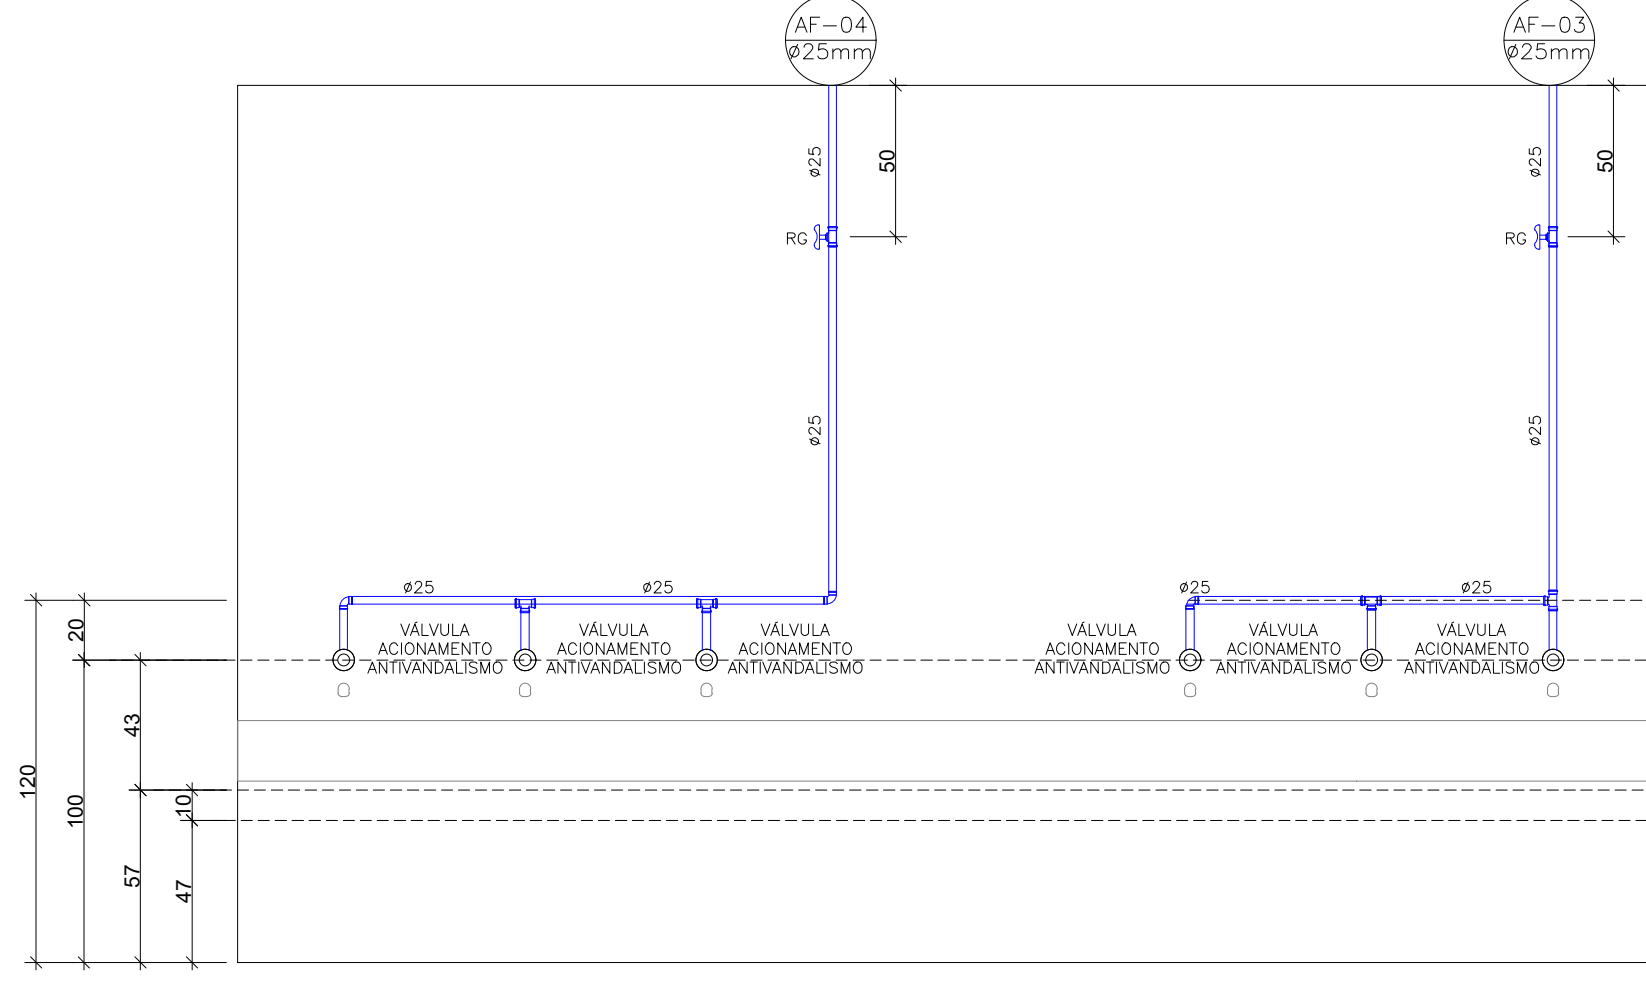 AF-04
ø25mm
AF-03
ø25mm
ø25
50
ø25
50
RG
RG
ø25
ø25
ø25
ø25
ø25
ø25
20
VÁLVULA
ACIONAMENTO
ANTIVANDALISMO
VÁLVULA
ACIONAMENTO
ANTIVANDALISMO
VÁLVULA
ACIONAMENTO
ANTIVANDALISMO
VÁLVULA
ACIONAMENTO
ANTIVANDALISMO
VÁLVULA
ACIONAMENTO
ANTIVANDALISMO
VÁLVULA
ACIONAMENTO
ANTIVANDALISMO
43
120
100
10
57
47